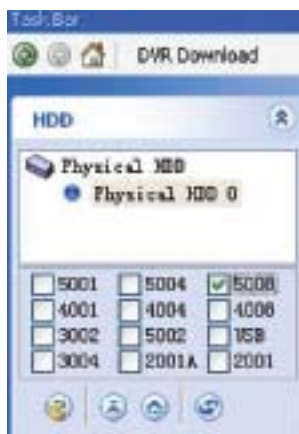 Task Bar
DVR Download
HDD
Physical HDD
Physical HDD 0
5001 5004 5008
4001 4004 4008
3002 5002 USB
3004 2001A 2001